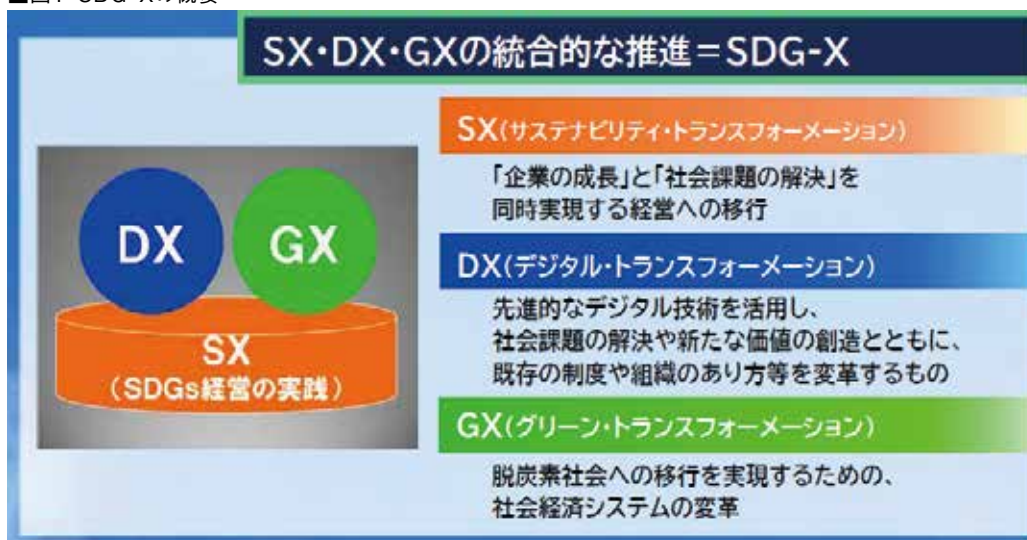 SX・DX・GXの統合的な推進＝SDG-X
DX
GX
SX
(SDGs経営の実践)
SX(サステナビリティ・トランスフォーメーション)
「企業の成長」と「社会課題の解決」を
同時実現する経営への移行
DX(デジタル・トランスフォーメーション)
先進的なデジタル技術を活用し、
社会課題の解決や新たな価値の創造とともに、
既存の制度や組織のあり方等を変革するもの
GX(グリーン・トランスフォーメーション)
脱炭素社会への移行を実現するための、
社会経済システムの変革